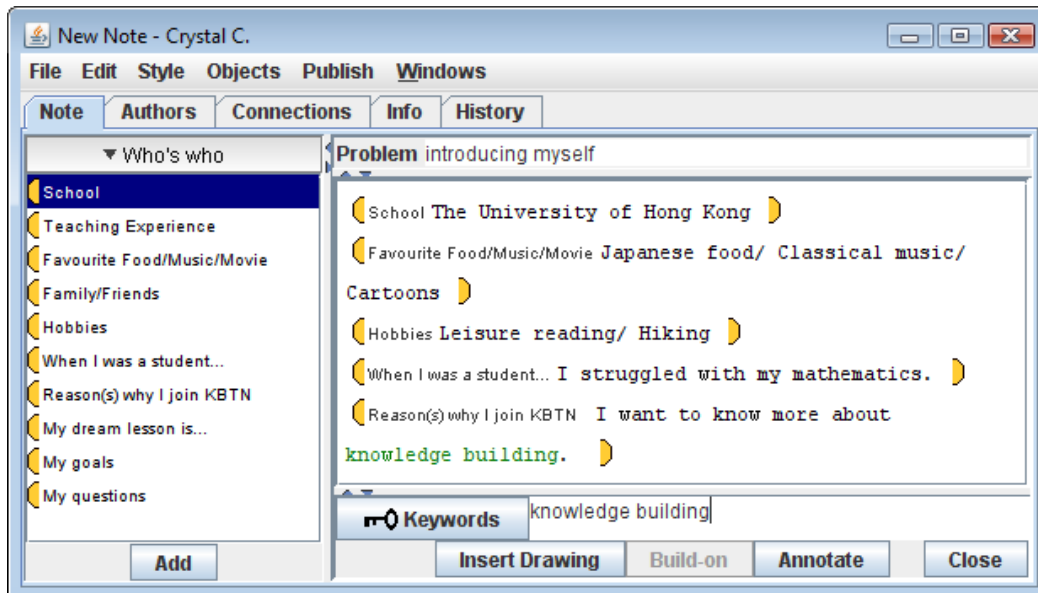 New Note - Crystal C.
File Edit Style Objects Publish Windows
Note Authors Connections Info History
Who's who
School
Teaching Experience
Favourite Food/Music/Movie
Family/Friends
Hobbies
When I was a student...
Reason(s) why I join KBTN
My dream lesson is...
My goals
My questions
Add
Problem introducing myself
School The University of Hong Kong
Favourite Food/Music/Movie Japanese food/ Classical music/
Cartoons
Hobbies Leisure reading/ Hiking
When I was a student... I struggled with my mathematics.
Reason(s) why I join KBTN I want to know more about
knowledge building.
Keywords knowledge building
Insert Drawing Build-on Annotate Close